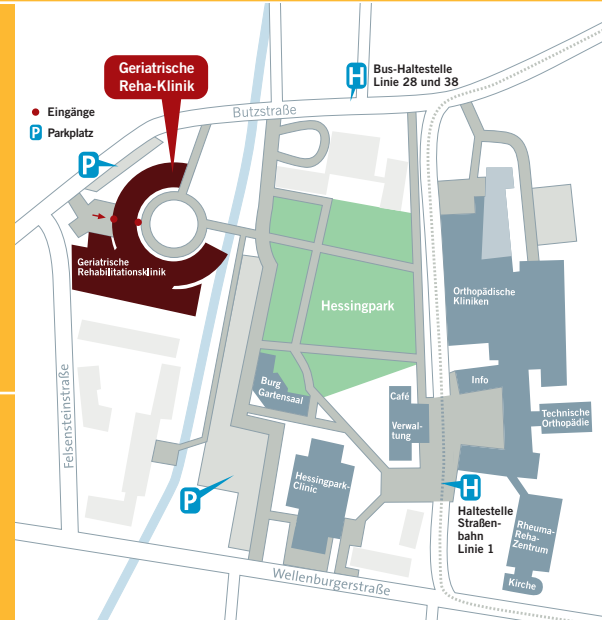 Geriatrische
Reha-Klinik
H
Bus-Haltestelle
Linie 28 und 38
Eingänge
P Parkplatz
Butzstraße
P
Geriatrische
Rehabilitationsklinik
Orthopädische
Kliniken
Hessingpark
Felsensteinstraße
Burg
Gartensaal
Café
Info
Verwal-
tung
Technische
Orthopädie
Hessingpark-
Clinic
P
H
Haltestelle
Straßen-
bahn
Linie 1
Rheuma-
Reha-
Zentrum
Kirche
Wellenburgerstraße